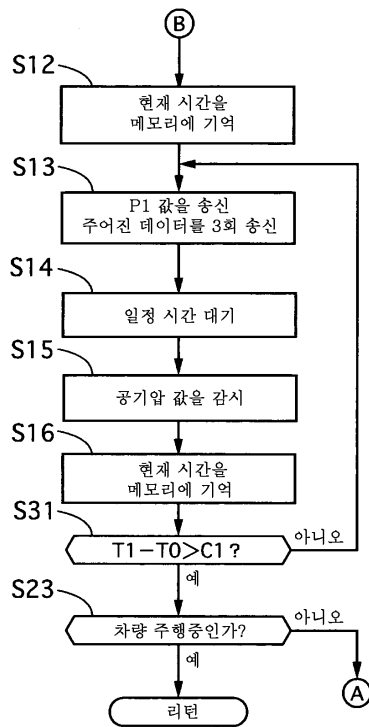 B
S12
현재 시간을
메모리에 기억
S13
P1 값을 송신
주어진 데이터를 3회 송신
S14
일정 시간 대기
S15
공기압 값을 감시
S16
현재 시간을
메모리에 기억
S31
T1-T0>C1?
아니오
예
S23
차량 주행중인가?
아니오
예
A
리턴